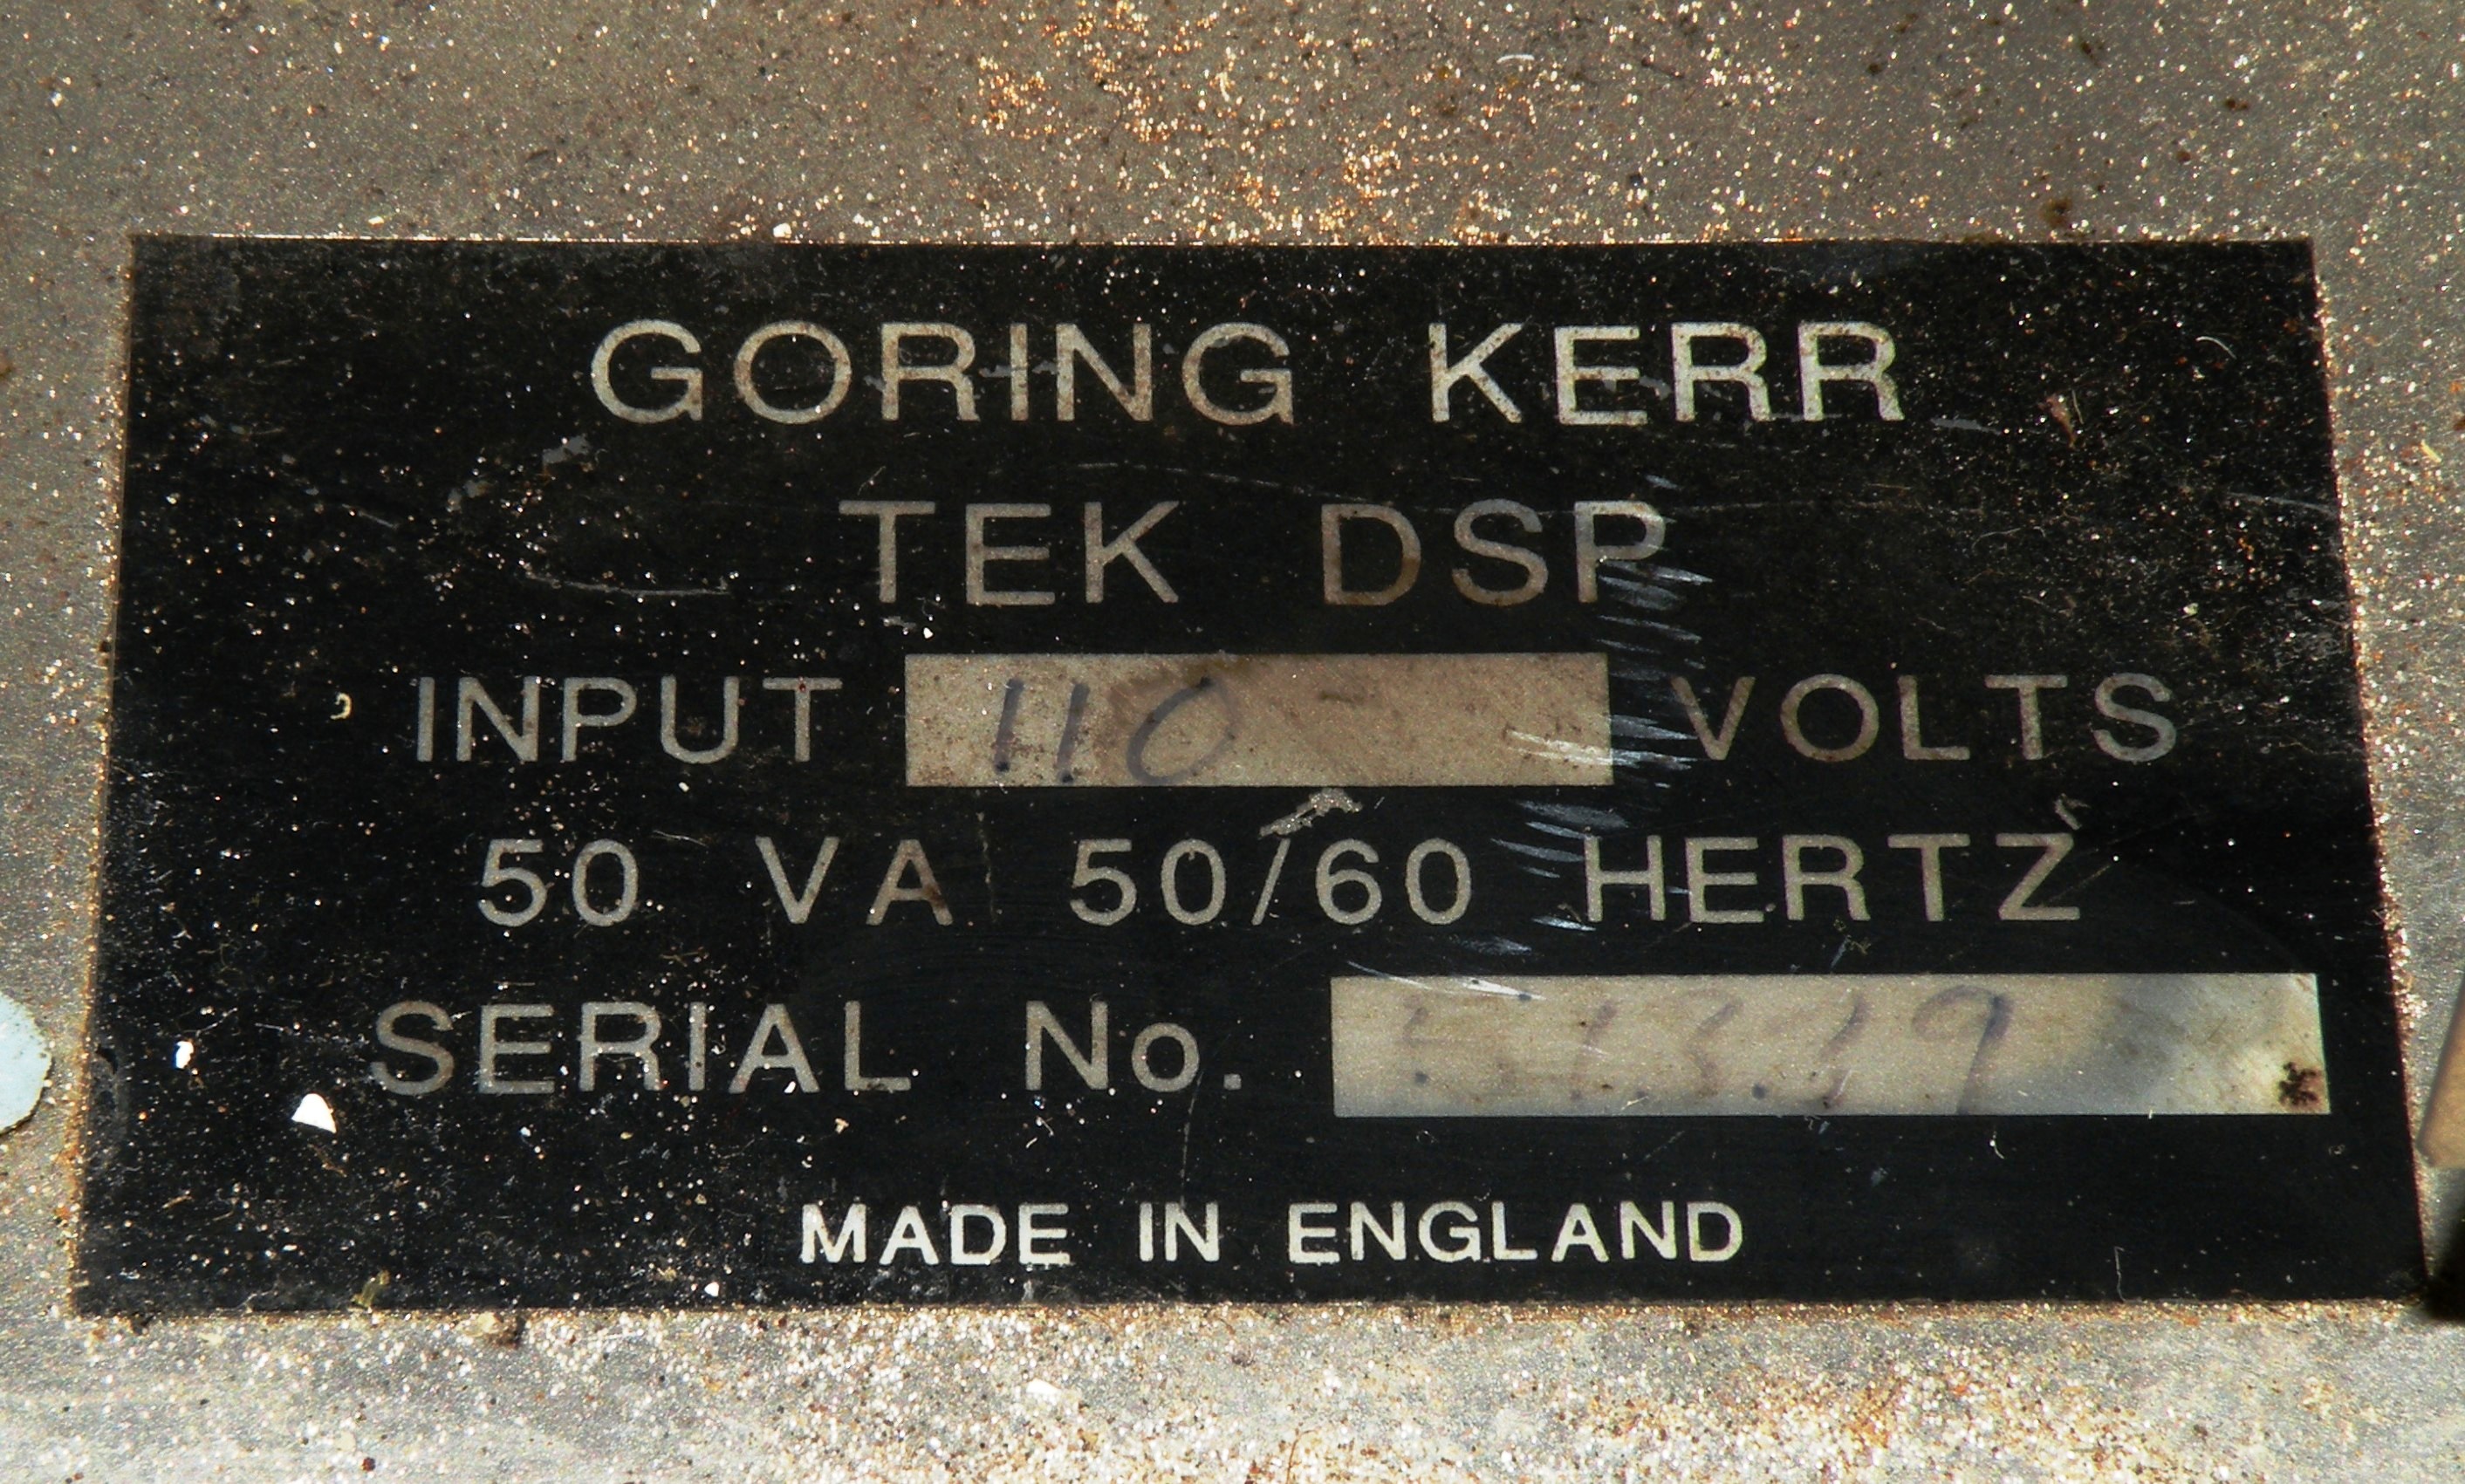 GORING KERR
TEK DSP
INPUT 110 VOLTS
50 VA 50/60 HERTZ
SERIAL No.
MADE IN ENGLAND